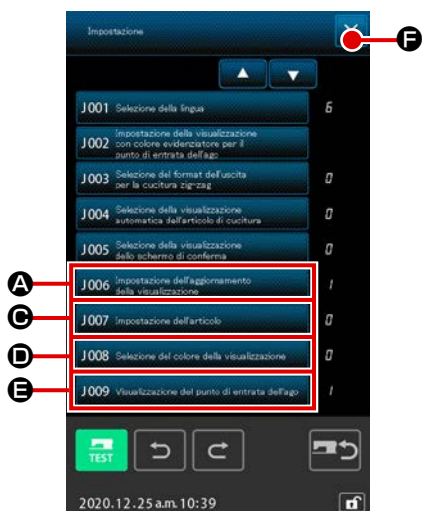 Impostazione
F
J001 Selezione della lingua 6
J002 Impostazione della visualizzazione
con colore evidenziatore per il
punto di entrata dell'ago
J003 Selezione del format dell'uscita
per la cucitura zig-zag 0
J004 Selezione della visualizzazione
automatica dell'articolo di cucitura 0
J005 Selezione della visualizzazione
dello schermo di conferma 0
A
J006 Impostazione dell'aggiornamento
della visualizzazione 1
C
J007 Impostazione dell'articolo 0
D
J008 Selezione del colore della visualizzazione 0
E
J009 Visualizzazione del punto di entrata dell'ago 1
TEST
2020.12.25 a.m. 10:39